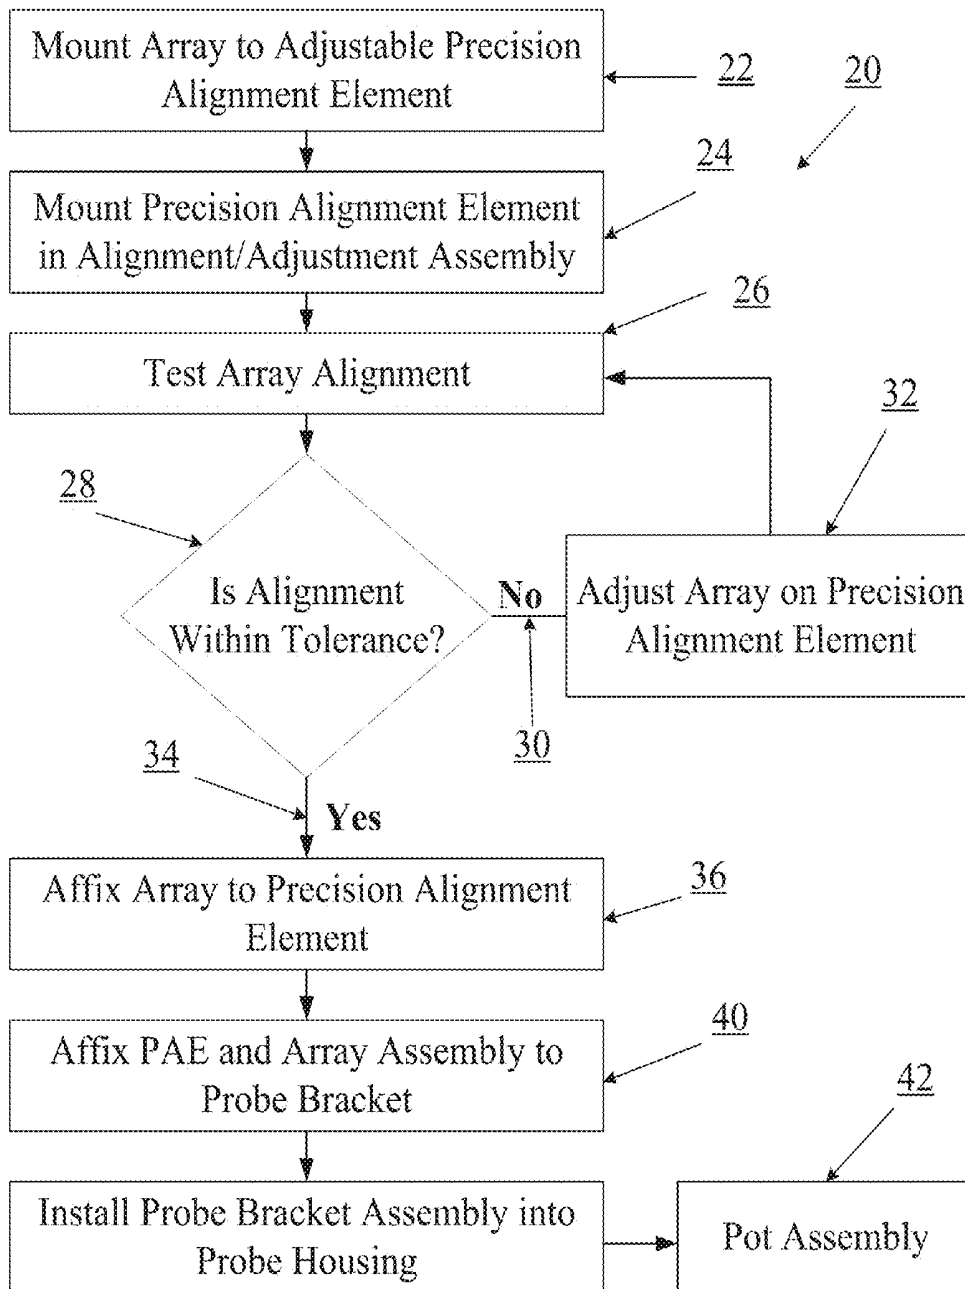 Mount Array to Adjustable Precision
Alignment Element
22
20
24
Mount Precision Alignment Element
in Alignment/Adjustment Assembly
26
Test Array Alignment
32
28
Is Alignment
Within Tolerance?
No
Adjust Array on Precision
Alignment Element
30
34
Yes
Affix Array to Precision Alignment
Element
36
40
Affix PAE and Array Assembly to
Probe Bracket
42
Install Probe Bracket Assembly into
Probe Housing
Pot Assembly